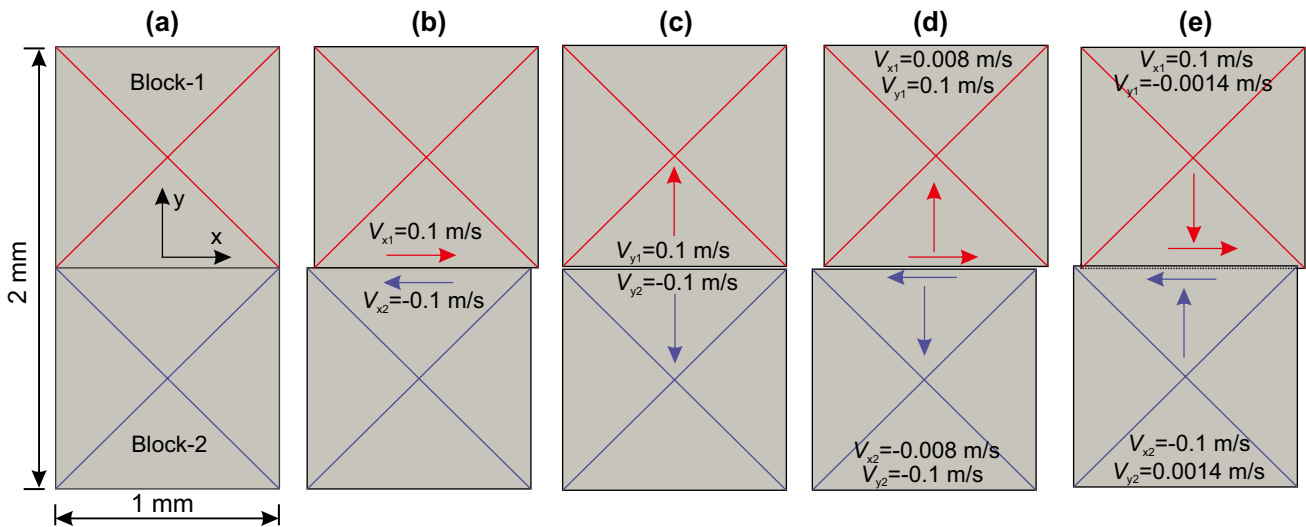 (a)
(b)
(c)
(d)
(e)
Block-1
y
x
Block-2
2 mm
1 mm
Vx1=0.1 m/s
Vx2=-0.1 m/s
Vy1=0.1 m/s
Vy2=-0.1 m/s
Vx1=0.008 m/s
Vy1=0.1 m/s
Vx2=-0.008 m/s
Vy2=-0.1 m/s
Vx1=0.1 m/s
Vy1=-0.0014 m/s
Vx2=-0.1 m/s
Vy2=0.0014 m/s